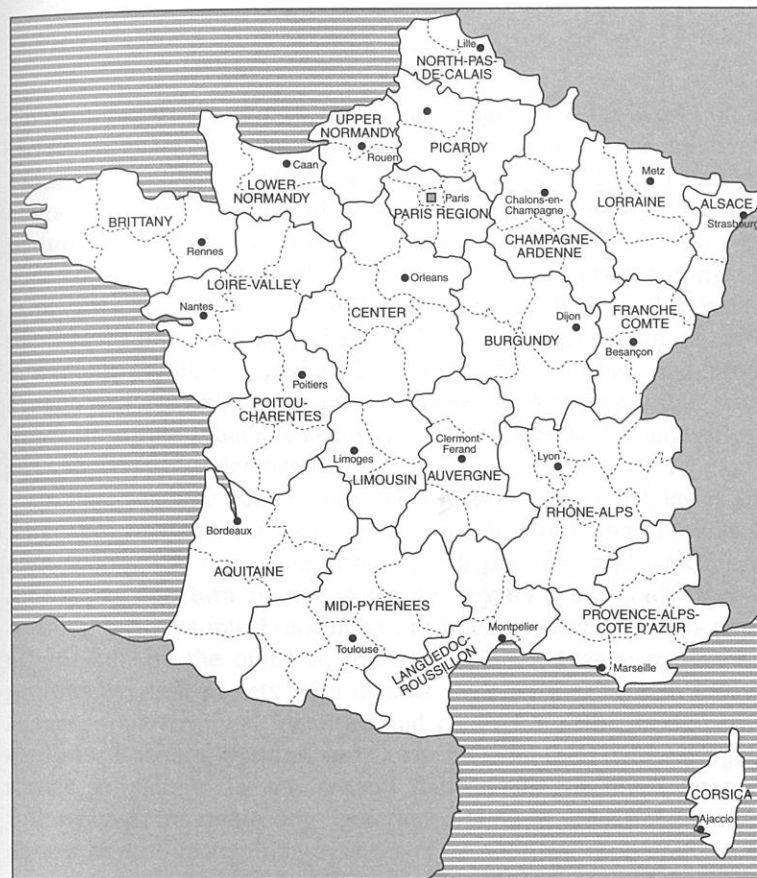 Lille
NORTH-PAS-
DE-CALAIS
UPPER
NORMANDY
Rouen
PICARDY
Caan
LOWER
NORMANDY
Paris
PARIS REGION
Chalons-en-
Champagne
CHAMPAGNE-
ARDENNE
Metz
LORRAINE
ALSACE
Strasbourg
BRITTANY
Rennes
LOIRE-VALLEY
Nantes
Orleans
CENTER
Dijon
BURGUNDY
FRANCHE
COMTE
Besançon
Poitiers
POITOU-
CHARENTES
Limoges
LIMOUSIN
Clermont-
Ferand
AUVERGNE
Lyon
RHÔNE-ALPS
Bordeaux
AQUITAINE
MIDI-PYRENEES
Toulouse
LANGUEDOC-
ROUSSILLON
Montpelier
PROVENCE-ALPS-
COTE D'AZUR
Marseille
CORSICA
Ajaccio